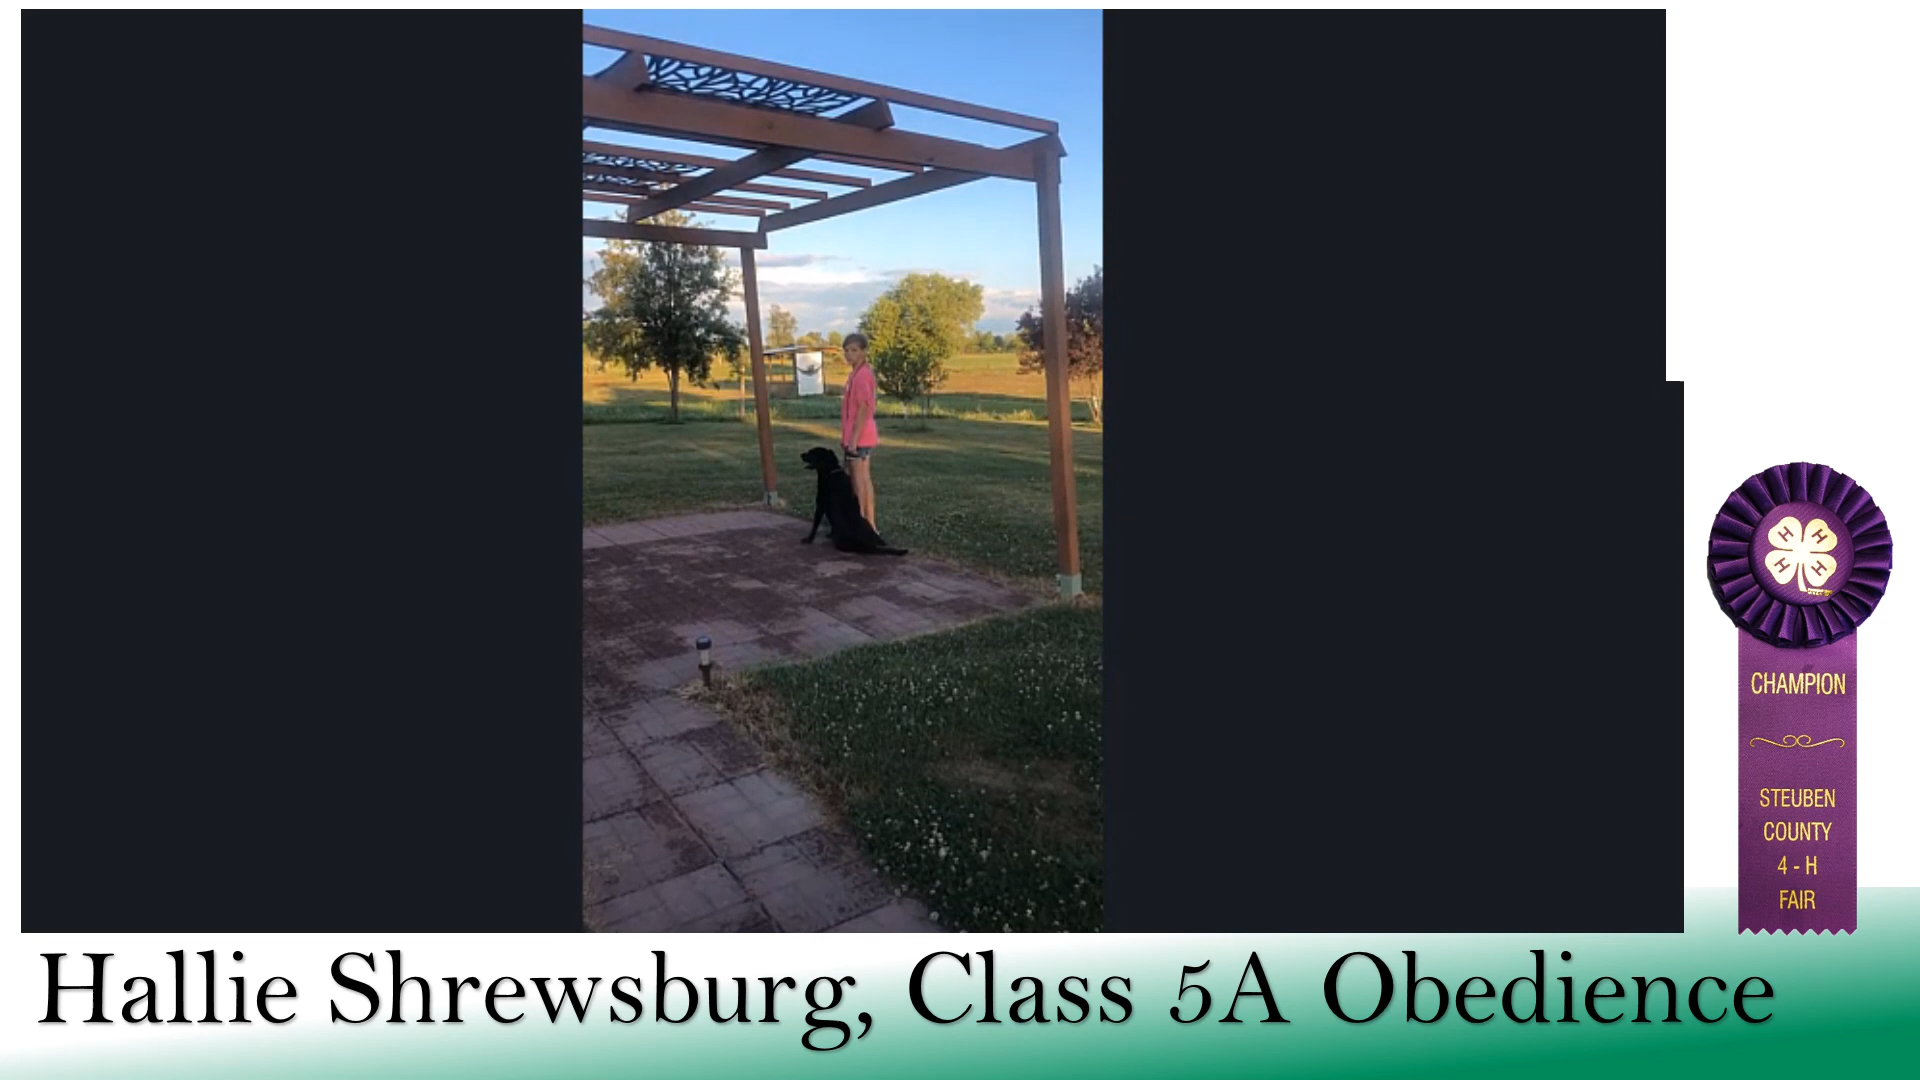 H H
H H
CHAMPION
STEUBEN
COUNTY
4 - H
FAIR
Hallie Shrewsburg, Class 5A Obedience